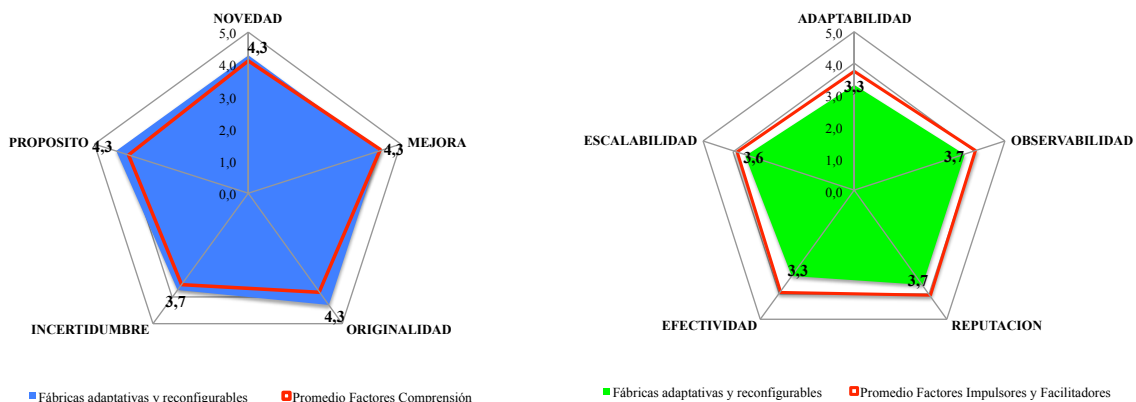 NOVEDAD
5,0
4,3
4,0
3,0
2,0
1,0
0,0
PROPOSITO
4,3
MEJORA
4,3
INCERTIDUMBRE
3,7
ORIGINALIDAD
4,3
Fábricas adaptativas y reconfigurables
Promedio Factores Comprensión
ADAPTABILIDAD
5,0
4,0
3,0
3,3
2,0
1,0
0,0
ESCALABILIDAD
3,6
OBSERVABILIDAD
3,7
EFECTIVIDAD
3,3
REPUTACION
3,7
Fábricas adaptativas y reconfigurables
Promedio Factores Impulsores y Facilitadores